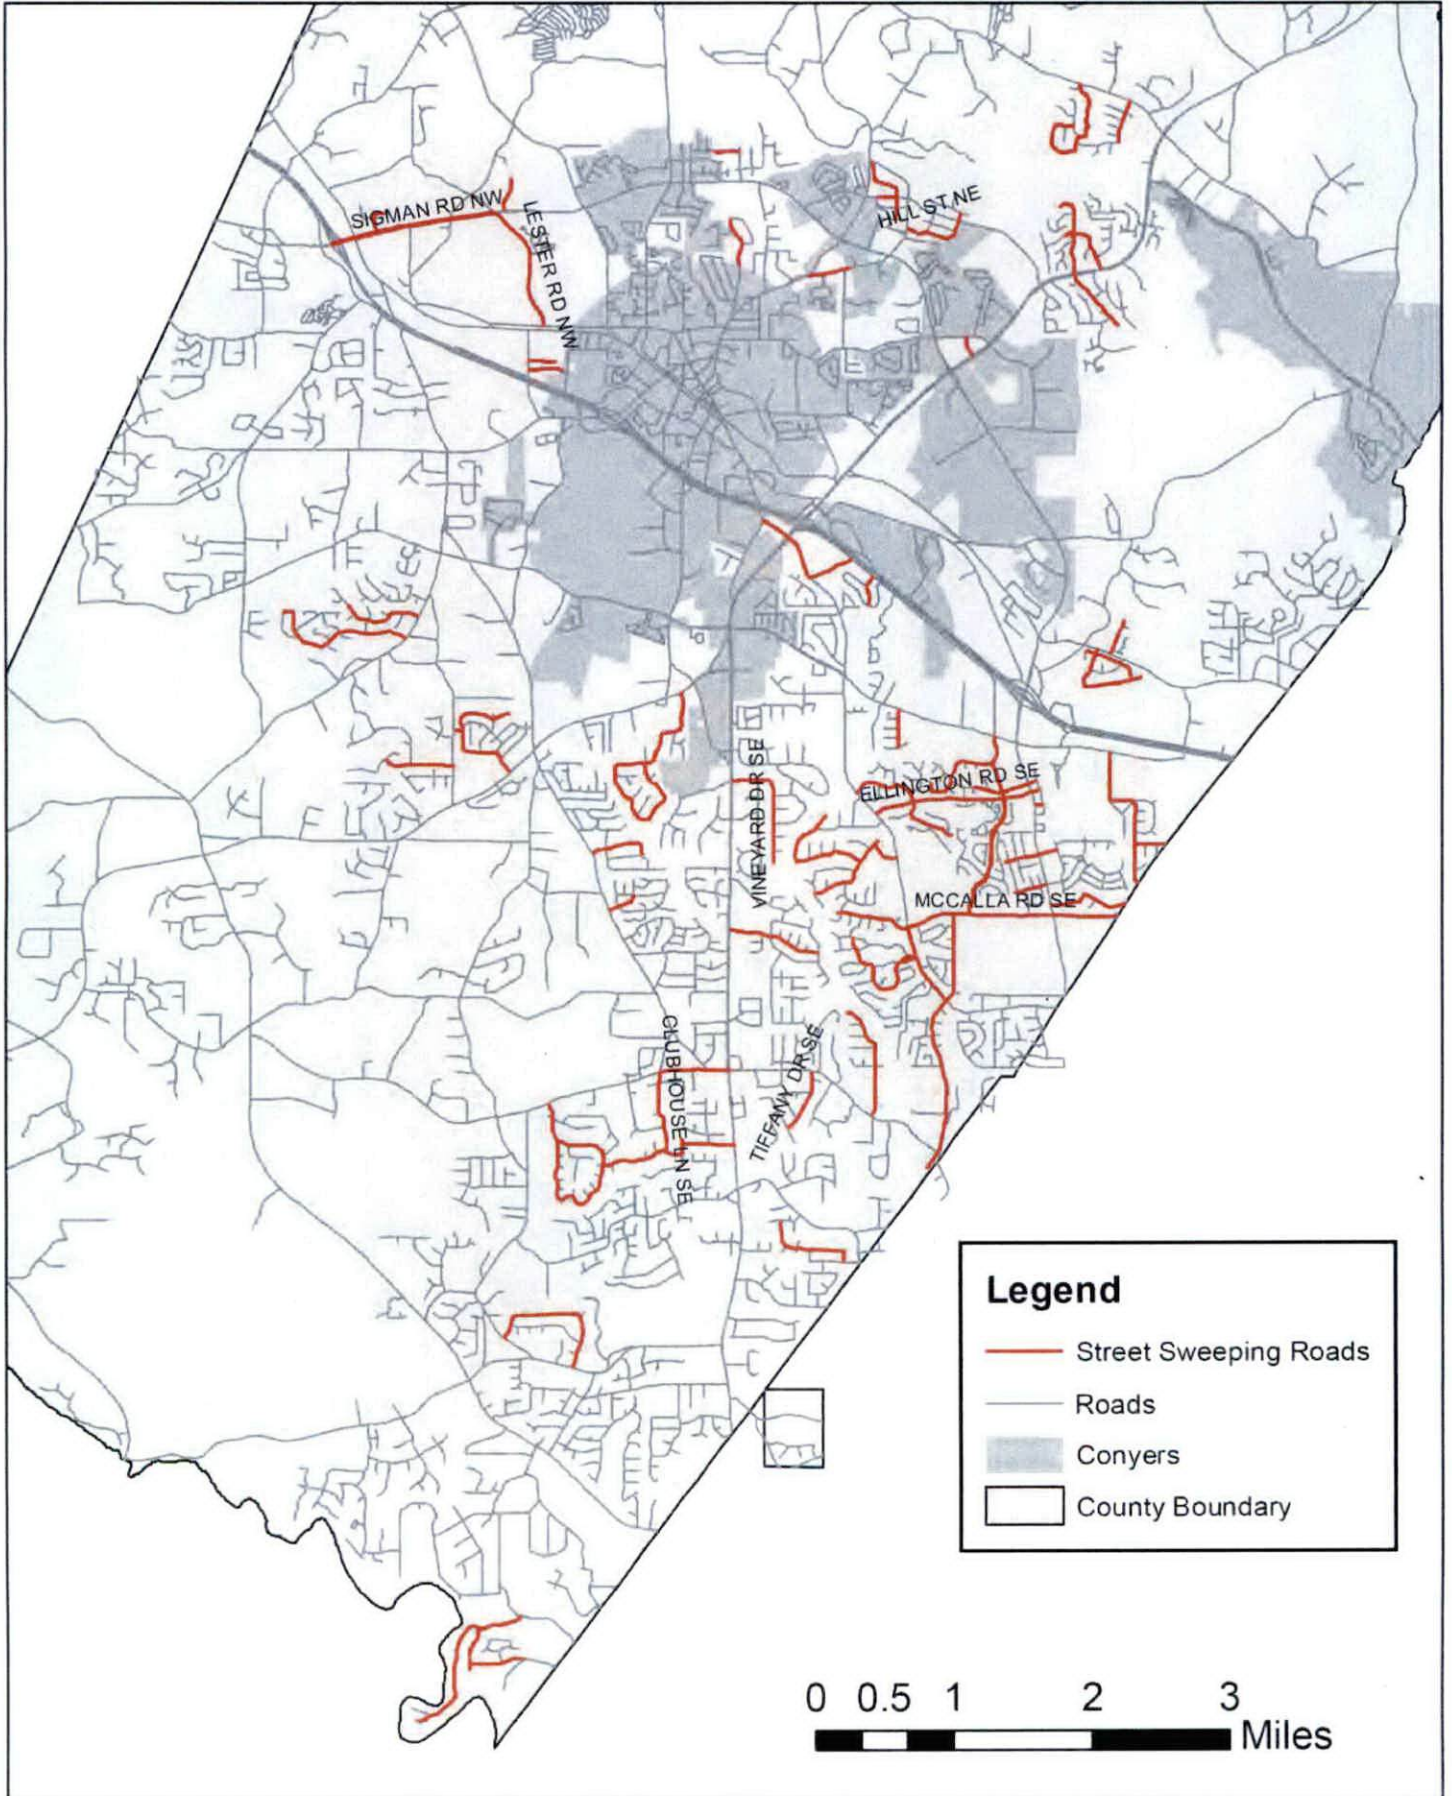 SIGMAN RD NW
LESTER RD NW
HILL ST NE
VINEYARD DR SE
ELLINGTON RD SE
MCCALLA RD SE
CLUBHOUSE LN SE
TIFFANY DR SE
Legend
Street Sweeping Roads
Roads
Conyers
County Boundary
0 0.5 1 2 3
Miles